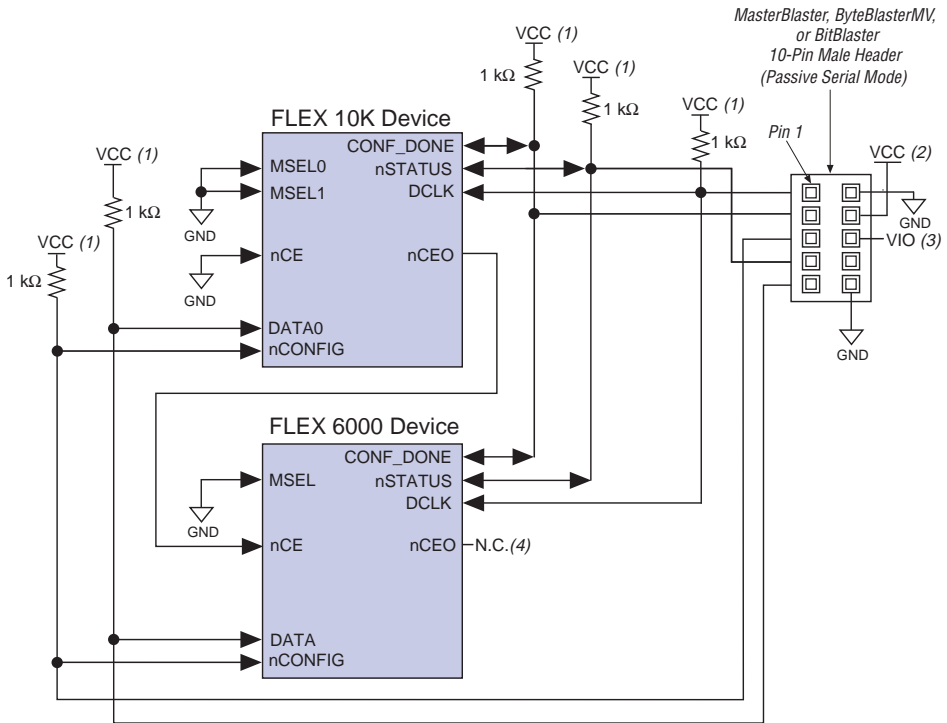 MasterBlaster, ByteBlasterMV,
or BitBlaster
10-Pin Male Header
(Passive Serial Mode)
VCC (1)
1 kΩ
VCC (1)
1 kΩ
VCC (1)
1 kΩ
Pin 1
VCC (2)
GND
VIO (3)
GND
VCC (1)
1 kΩ
VCC (1)
1 kΩ
FLEX 10K Device
MSEL0
MSEL1
GND
nCE
GND
DATA0
nCONFIG
CONF_DONE
nSTATUS
DCLK
nCEO
FLEX 6000 Device
MSEL
GND
nCE
DATA
nCONFIG
CONF_DONE
nSTATUS
DCLK
nCEO
N.C.(4)